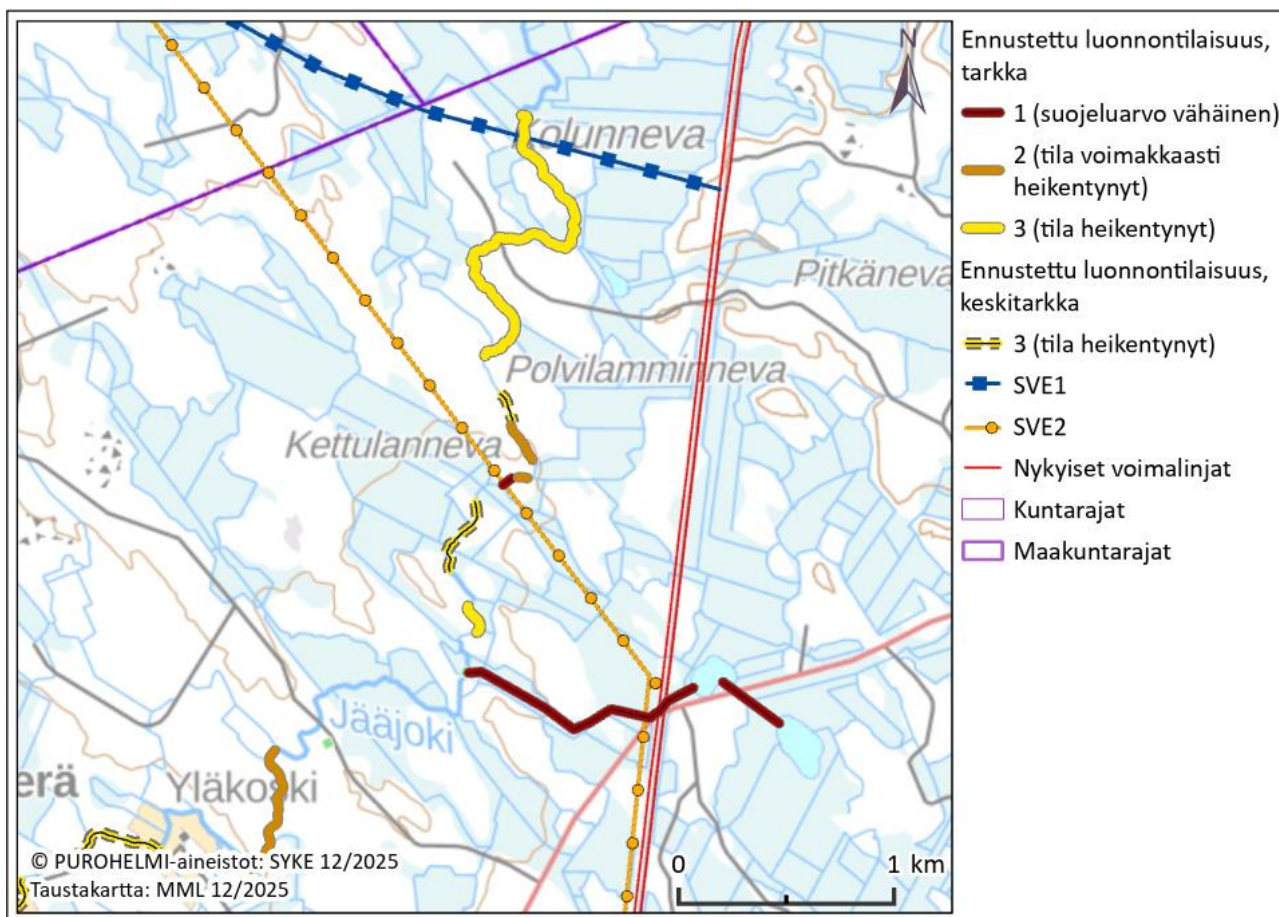 N
Kolunneva
Pitkäneva
Polvilamminneva
Kettulanneva
Jääjoki
erä
Yläkoski
© PUROHELMI-aineistot: SYKE 12/2025
Taustakartta: MML 12/2025
0 1 km
Ennustettu luonnontilaisuus,
tarkka
1 (suojeluarvo vähäinen)
2 (tila voimakkaasti
heikentynyt)
3 (tila heikentynyt)
Ennustettu luonnontilaisuus,
keskitarkka
3 (tila heikentynyt)
SVE1
SVE2
Nykyiset voimalinjat
Kuntarajat
Maakuntarajat